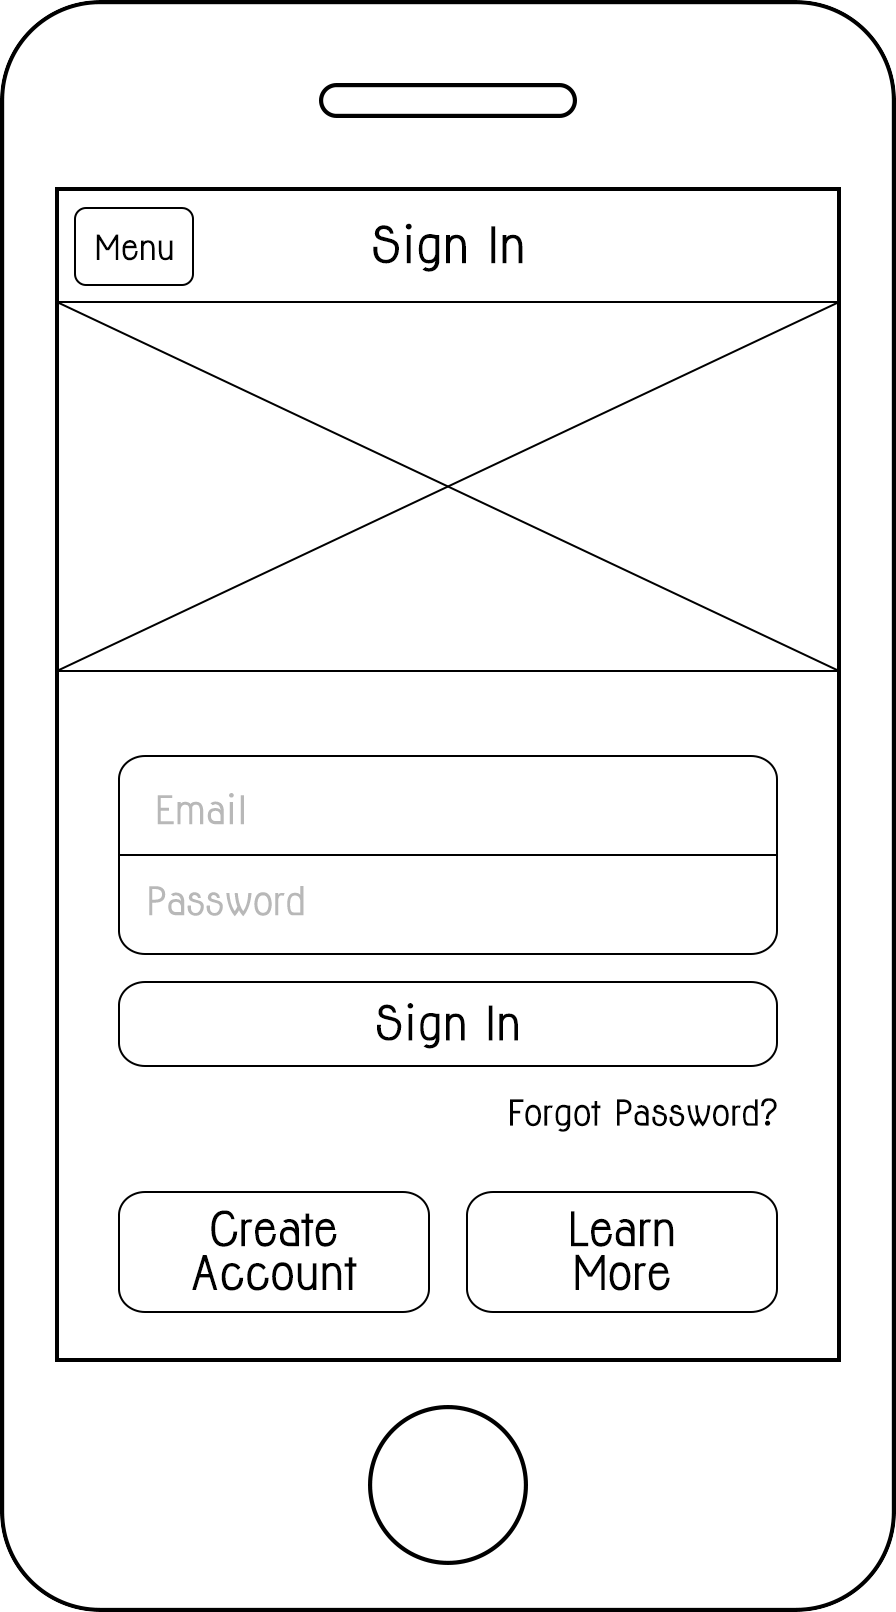 Menu
Sign In
Email
Password
Sign In
Forgot Password?
Create
Account
Learn
More